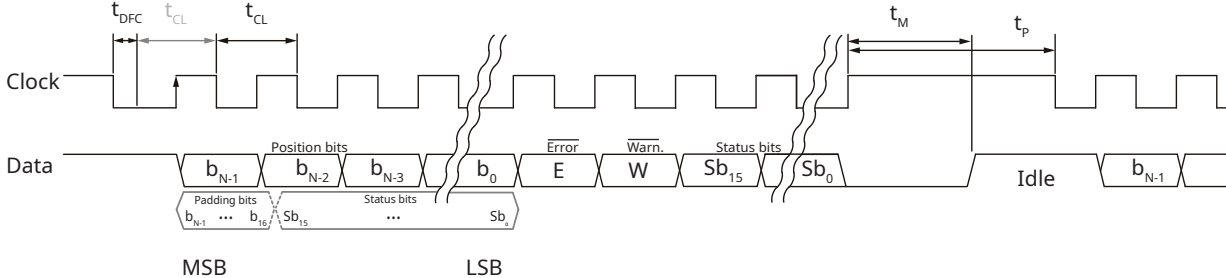 tDFC tCL tCL tM tP
Clock
Position bits Error Warn. Status bits
Data bN-1 bN-2 bN-3 b0 E W Sb15 Sb0 Idle bN-1
Padding bits Status bits
bN-1 ... b16 Sb15 ... Sb0
MSB LSB